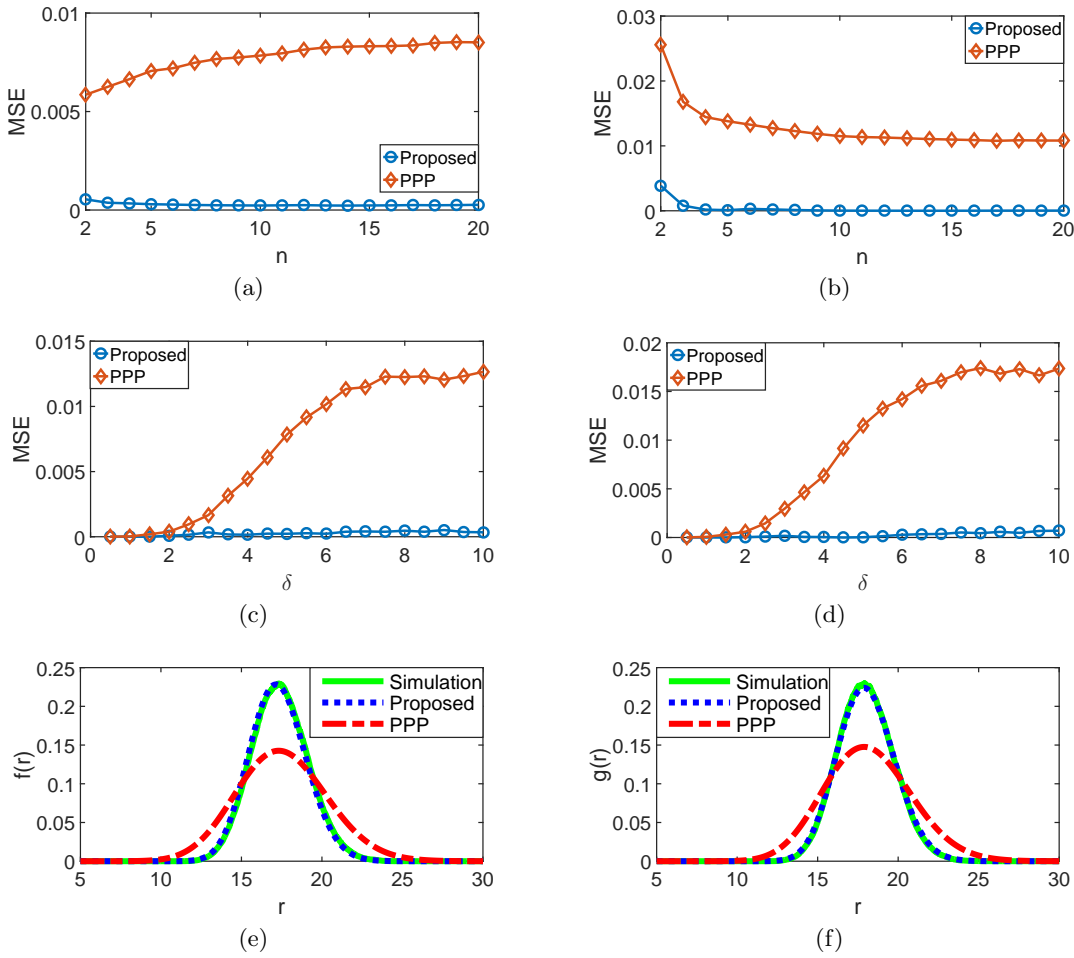 0.01
0.005
0
MSE
2
5
10
15
20
n
Proposed
PPP
(a)
0.03
0.02
0.01
0
MSE
2
5
10
15
20
n
Proposed
PPP
(b)
0.015
0.01
0.005
0
MSE
0
2
4
6
8
10
δ
Proposed
PPP
(c)
0.02
0.015
0.01
0.005
0
MSE
0
2
4
6
8
10
δ
Proposed
PPP
(d)
0.25
0.2
0.15
0.1
0.05
0
f(r)
5
10
15
20
25
30
r
Simulation
Proposed
PPP
(e)
0.25
0.2
0.15
0.1
0.05
0
g(r)
5
10
15
20
25
30
r
Simulation
Proposed
PPP
(f)